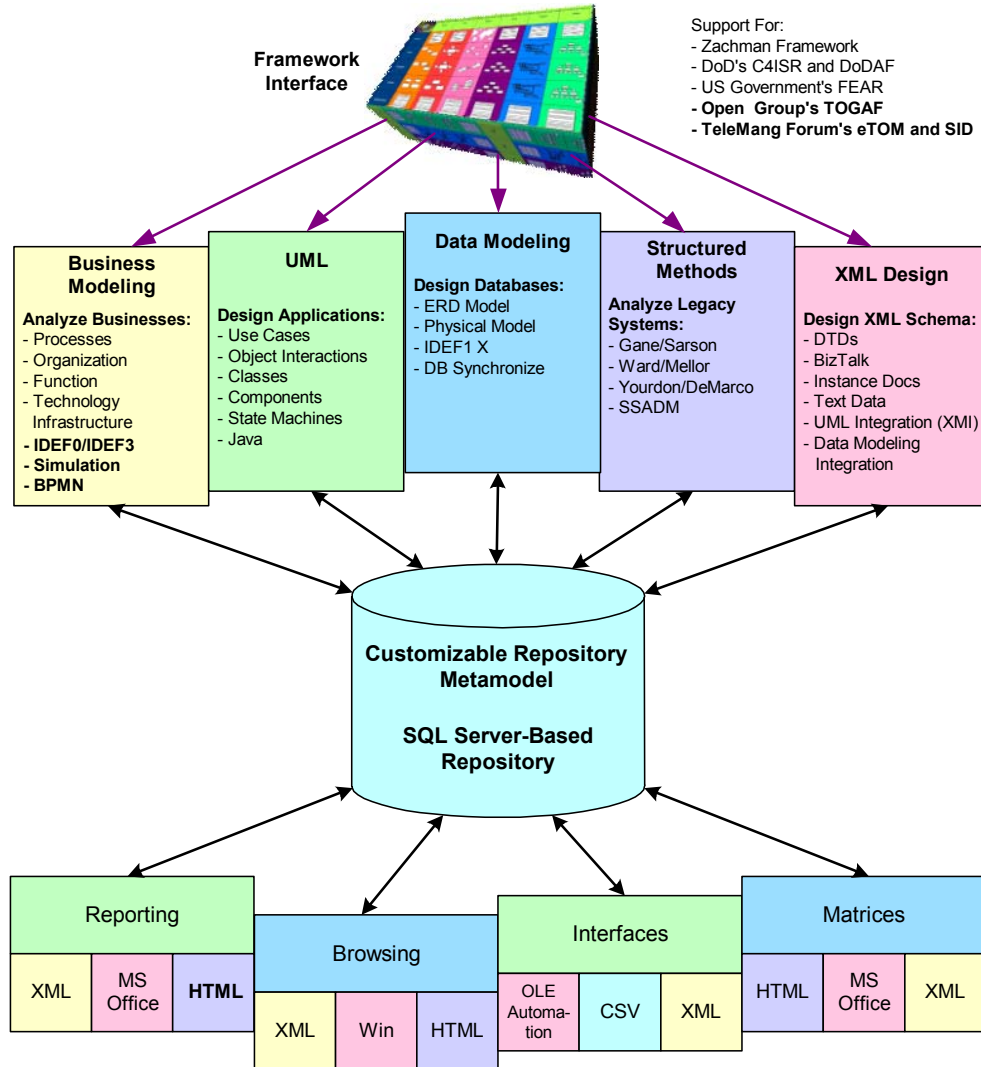 Framework
Interface
Support For:
- Zachman Framework
- DoD's C4ISR and DoDAF
- US Government's FEAR
- Open Group's TOGAF
- TeleMang Forum's eTOM and SID
Business
Modeling
Analyze Businesses:
- Processes
- Organization
- Function
- Technology
Infrastructure
- IDEF0/IDEF3
- Simulation
- BPMN
UML
Design Applications:
- Use Cases
- Object Interactions
- Classes
- Components
- State Machines
- Java
Data Modeling
Design Databases:
- ERD Model
- Physical Model
- IDEF1 X
- DB Synchronize
Structured
Methods
Analyze Legacy
Systems:
- Gane/Sarson
- Ward/Mellor
- Yourdon/DeMarco
- SSADM
XML Design
Design XML Schema:
- DTDs
- BizTalk
- Instance Docs
- Text Data
- UML Integration (XMI)
- Data Modeling
Integration
Customizable Repository
Metamodel
SQL Server-Based
Repository
Reporting
XML
MS
Office
HTML
Browsing
XML
Win
HTML
Interfaces
OLE
Automa-
tion
CSV
XML
Matrices
HTML
MS
Office
XML